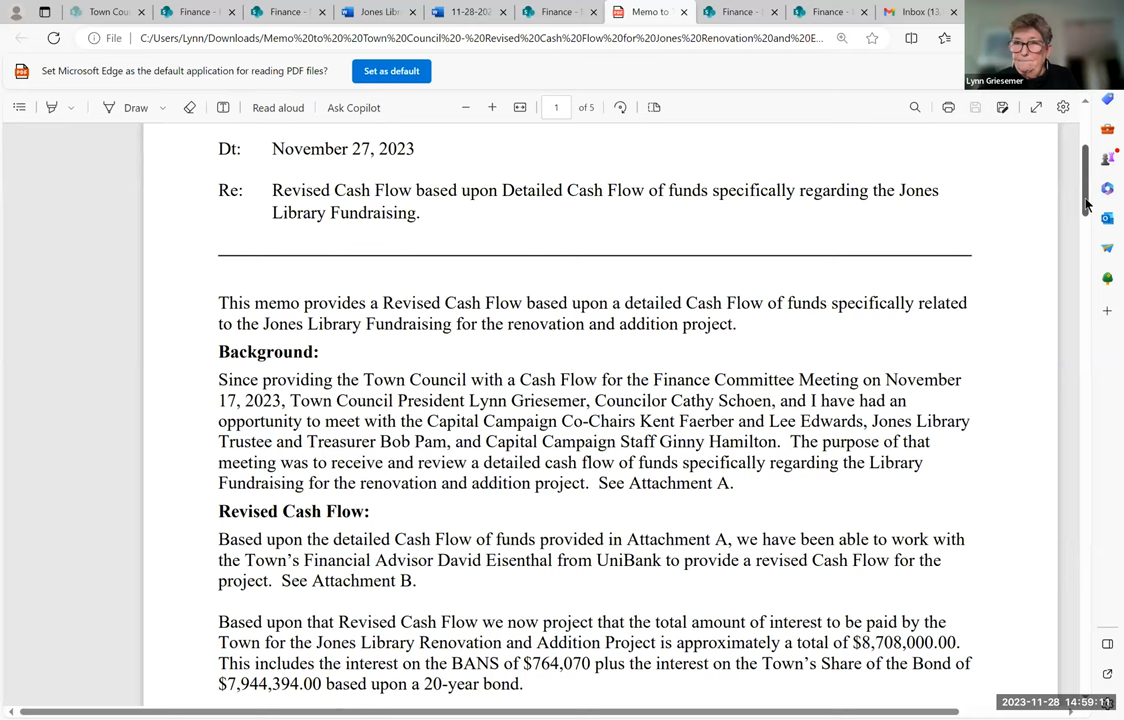 Town Cou
Finance -
Finance -
Jones Lib
11-28-202
Finance -
Memo to
Finance -
Finance -
Inbox (13
File
C:/Users/Lynn/Downloads/Memo%20to%20%20Town%20Council%20-%20Revised%20Cash%20Flow%20for%20Jones%20Renovation%20and%20E...
Set Microsoft Edge as the default application for reading PDF files?
Set as default
Lynn Griesemer
Draw
Read aloud
Ask Copilot
1
of 5
Dt: November 27, 2023
Re: Revised Cash Flow based upon Detailed Cash Flow of funds specifically regarding the Jones
Library Fundraising.
This memo provides a Revised Cash Flow based upon a detailed Cash Flow of funds specifically related
to the Jones Library Fundraising for the renovation and addition project.
Background:
Since providing the Town Council with a Cash Flow for the Finance Committee Meeting on November
17, 2023, Town Council President Lynn Griesemer, Councilor Cathy Schoen, and I have had an
opportunity to meet with the Capital Campaign Co-Chairs Kent Faerber and Lee Edwards, Jones Library
Trustee and Treasurer Bob Pam, and Capital Campaign Staff Ginny Hamilton. The purpose of that
meeting was to receive and review a detailed cash flow of funds specifically regarding the Library
Fundraising for the renovation and addition project. See Attachment A.
Revised Cash Flow:
Based upon the detailed Cash Flow of funds provided in Attachment A, we have been able to work with
the Town's Financial Advisor David Eisenthal from UniBank to provide a revised Cash Flow for the
project. See Attachment B.
Based upon that Revised Cash Flow we now project that the total amount of interest to be paid by the
Town for the Jones Library Renovation and Addition Project is approximately a total of $8,708,000.00.
This includes the interest on the BANS of $764,070 plus the interest on the Town's Share of the Bond of
$7,944,394.00 based upon a 20-year bond.
2023-11-28 14:59:11